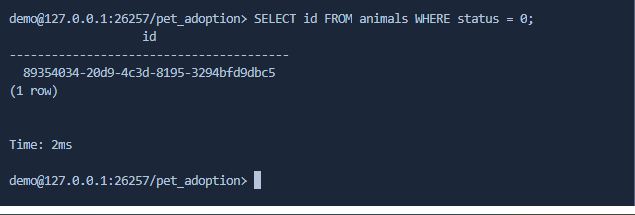 demo@127.0.0.1:26257/pet_adoption> SELECT id FROM animals WHERE status = 0;
id
----------------------------------------
89354034-20d9-4c3d-8195-3294bfd9dbc5
(1 row)
Time: 2ms
demo@127.0.0.1:26257/pet_adoption>